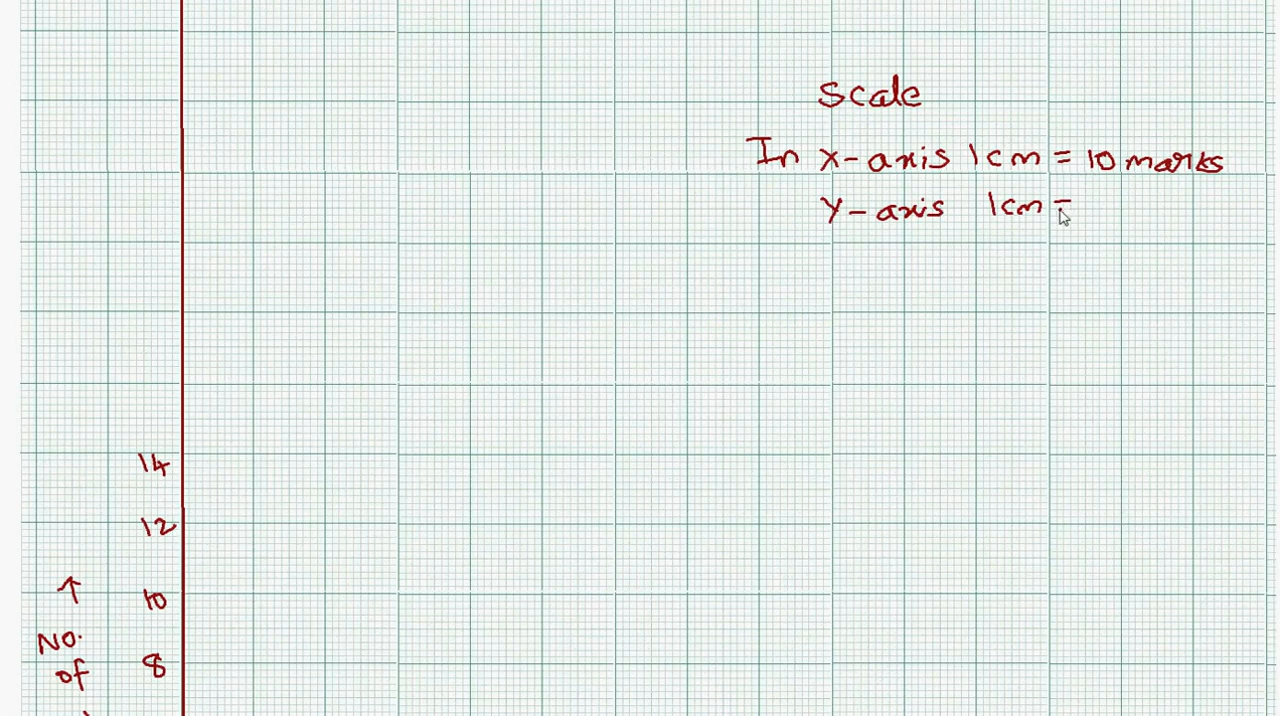 Scale
In x-axis 1cm = 10 marks
y-axis 1cm =
14
12
↑ 10
No.
of 8